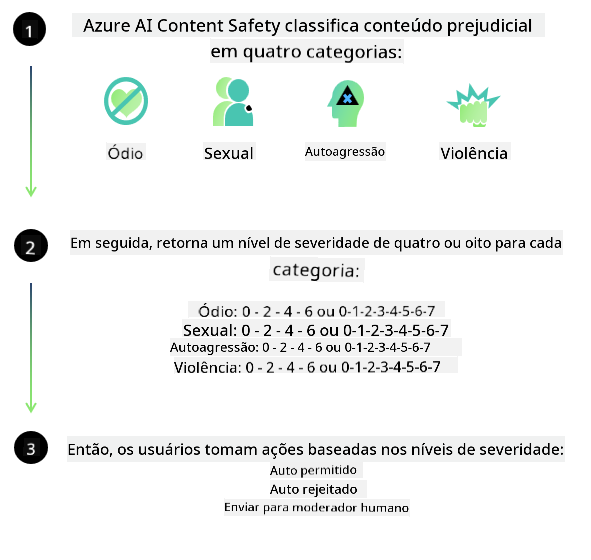 1
Azure AI Content Safety classifica conteúdo prejudicial
em quatro categorias:
Ódio
Sexual
Autoagressão
Violência
2
Em seguida, retorna um nível de severidade de quatro ou oito para cada
categoria:
Ódio: 0 - 2 - 4 - 6 ou 0-1-2-3-4-5-6-7
Sexual: 0 - 2 - 4 - 6 ou 0-1-2-3-4-5-6-7
Autoagressão: 0 - 2 - 4 - 6 ou 0-1-2-3-4-5-6-7
Violência: 0 - 2 - 4 - 6 ou 0-1-2-3-4-5-6-7
3
Então, os usuários tomam ações baseadas nos níveis de severidade:
Auto permitido
Auto rejeitado
Enviar para moderador humano